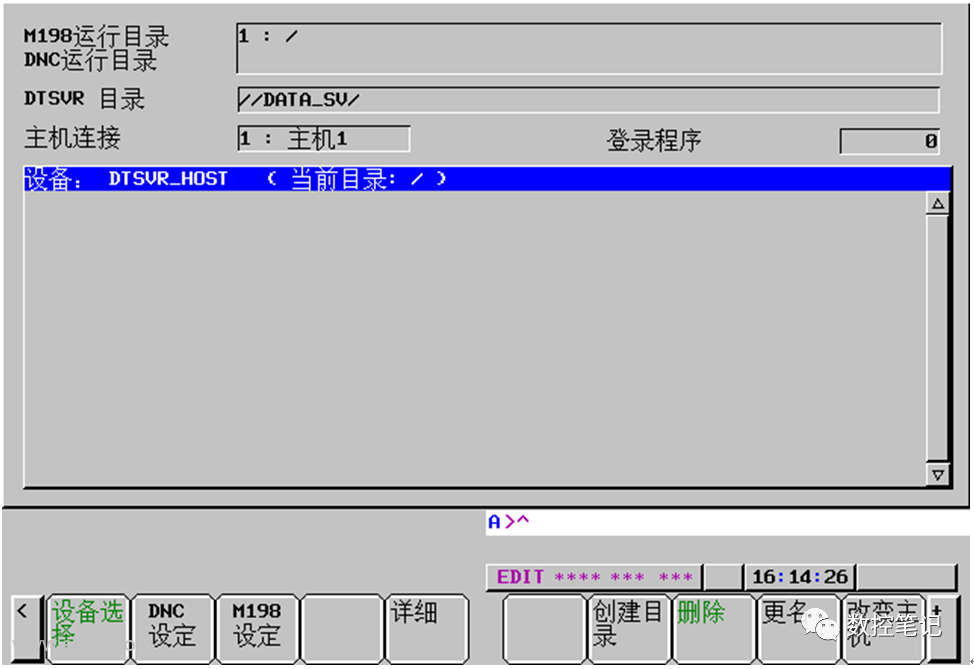 M198运行目录 1 : /
DNC运行目录
DTSVR 目录 //DATA_SV/
主机连接 1 : 主机1 登录程序 0
设备: DTSVR_HOST ( 当前目录: / )
A>^
EDIT **** *** *** 16:14:26
< 设备选择 DNC设定 M198设定 详细 创建目录 删除 更名 改变主机 +
数控笔记